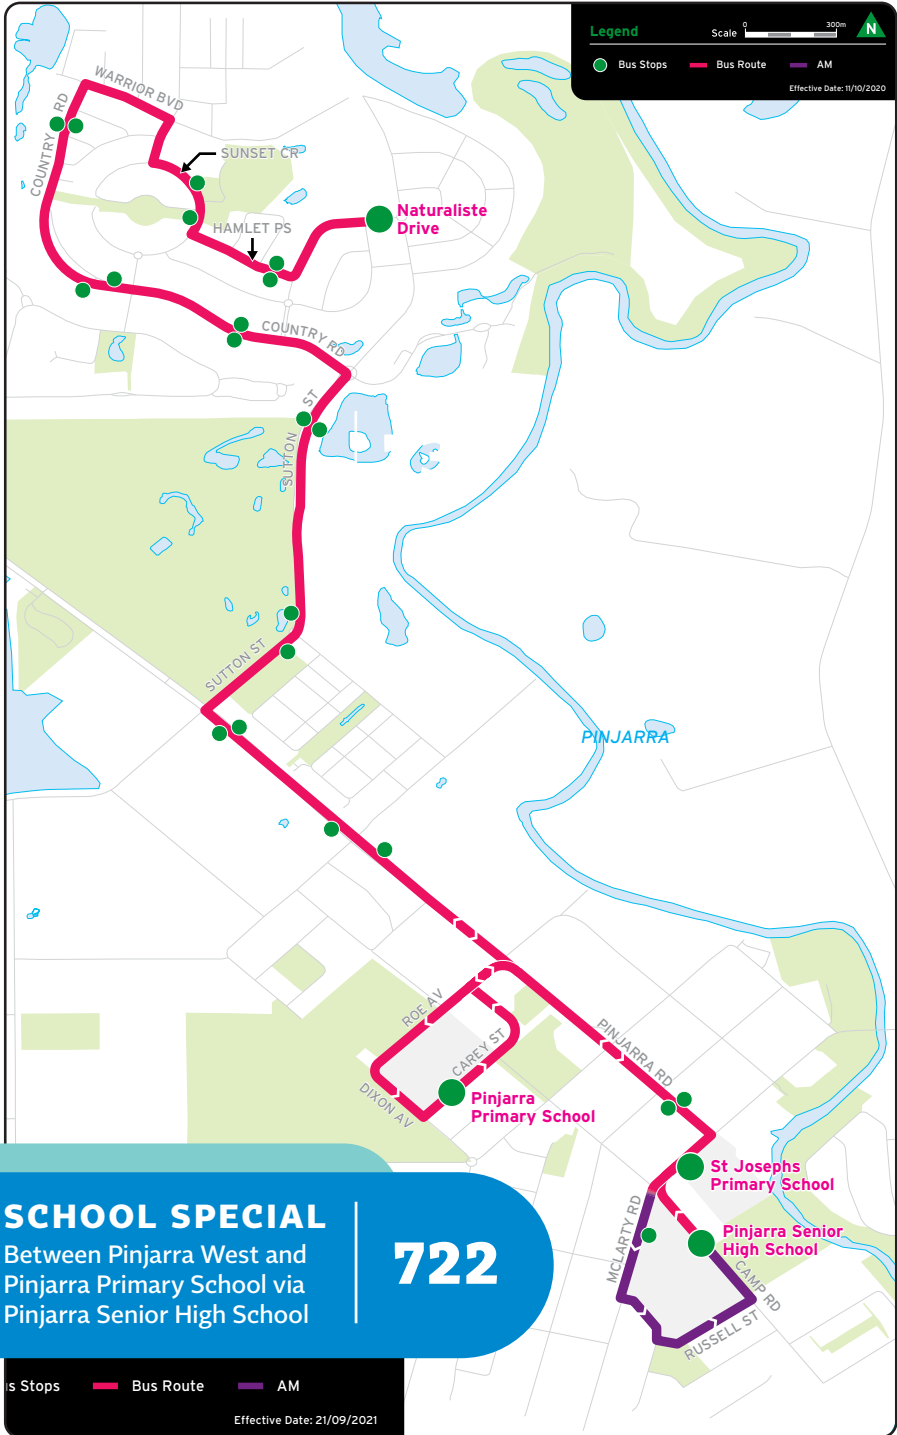 Legend
Scale
0
300m
N
Bus Stops
Bus Route
AM
Effective Date: 11/10/2020
WARRIOR BVD
COUNTRY RD
SUNSET CR
HAMLET PS
Naturaliste
Drive
COUNTRY RD
SUTTON ST
SUTTON ST
PINJARRA
ROE AV
CAREY ST
DIXON AV
PINJARRA RD
Pinjarra
Primary School
St Josephs
Primary School
Pinjarra Senior
High School
MCLARTY RD
CAMP RD
RUSSELL ST
SCHOOL SPECIAL
Between Pinjarra West and
Pinjarra Primary School via
Pinjarra Senior High School
722
s Stops
Bus Route
AM
Effective Date: 21/09/2021